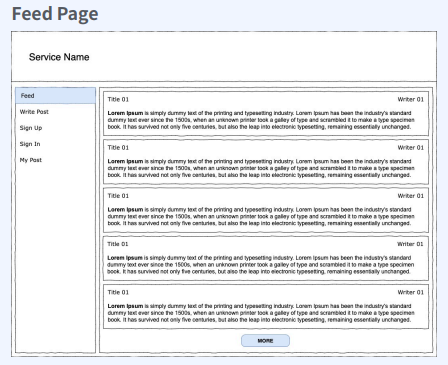 Feed Page
Service Name
Feed
Write Post
Sign Up
Sign In
My Post
Title 01 Writer 01
Lorem Ipsum is simply dummy text of the printing and typesetting industry. Lorem Ipsum has been the industry's standard
dummy text ever since the 1500s, when an unknown printer took a galley of type and scrambled it to make a type specimen
book. It has survived not only five centuries, but also the leap into electronic typesetting, remaining essentially unchanged.
Title 01 Writer 01
Lorem Ipsum is simply dummy text of the printing and typesetting industry. Lorem Ipsum has been the industry's standard
dummy text ever since the 1500s, when an unknown printer took a galley of type and scrambled it to make a type specimen
book. It has survived not only five centuries, but also the leap into electronic typesetting, remaining essentially unchanged.
Title 01 Writer 01
Lorem Ipsum is simply dummy text of the printing and typesetting industry. Lorem Ipsum has been the industry's standard
dummy text ever since the 1500s, when an unknown printer took a galley of type and scrambled it to make a type specimen
book. It has survived not only five centuries, but also the leap into electronic typesetting, remaining essentially unchanged.
Title 01 Writer 01
Lorem Ipsum is simply dummy text of the printing and typesetting industry. Lorem Ipsum has been the industry's standard
dummy text ever since the 1500s, when an unknown printer took a galley of type and scrambled it to make a type specimen
book. It has survived not only five centuries, but also the leap into electronic typesetting, remaining essentially unchanged.
Title 01 Writer 01
Lorem Ipsum is simply dummy text of the printing and typesetting industry. Lorem Ipsum has been the industry's standard
dummy text ever since the 1500s, when an unknown printer took a galley of type and scrambled it to make a type specimen
book. It has survived not only five centuries, but also the leap into electronic typesetting, remaining essentially unchanged.
MORE